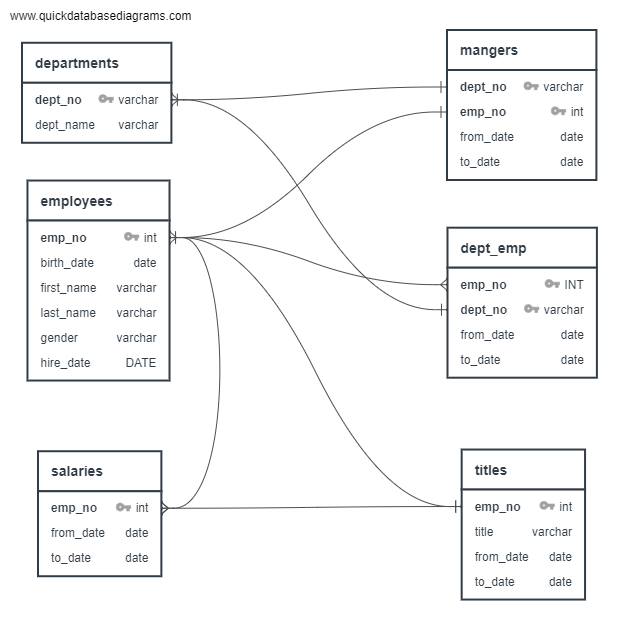 www.quickdatabasediagrams.com
departments
dept_no varchar
dept_name varchar
mangers
dept_no varchar
emp_no int
from_date date
to_date date
employees
emp_no int
birth_date date
first_name varchar
last_name varchar
gender varchar
hire_date DATE
dept_emp
emp_no INT
dept_no varchar
from_date date
to_date date
salaries
emp_no int
from_date date
to_date date
titles
emp_no int
title varchar
from_date date
to_date date